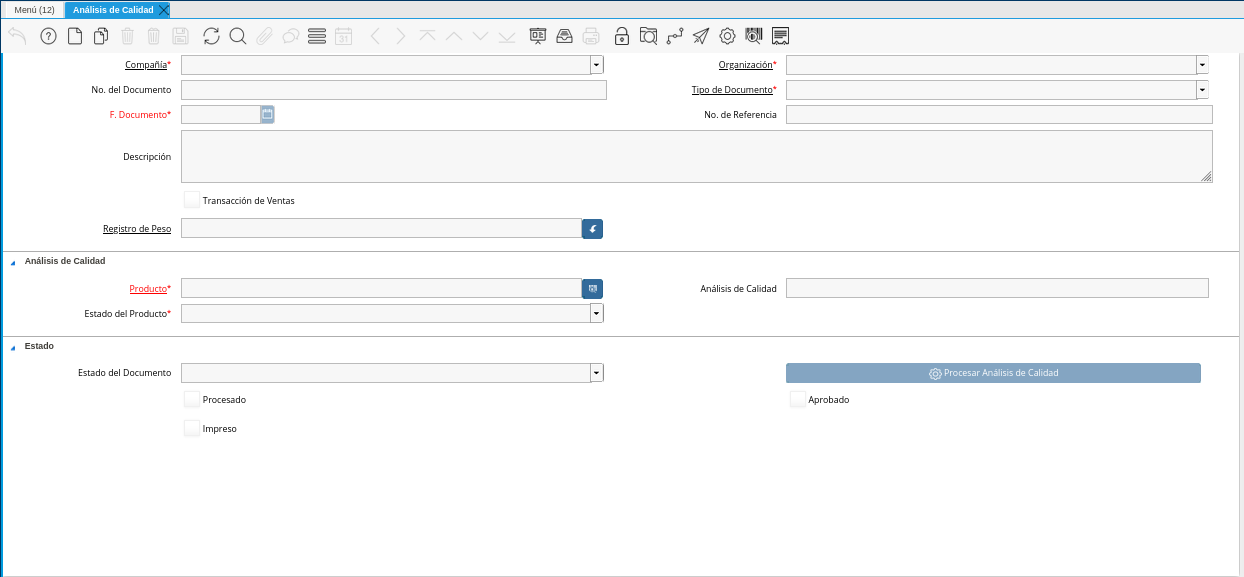 Menú (12) Análisis de Calidad
31
Compañía* Organización*
No. del Documento Tipo de Documento*
F. Documento* No. de Referencia
Descripción
Transacción de Ventas
Registro de Peso
Análisis de Calidad
Producto* Análisis de Calidad
Estado del Producto*
Estado
Estado del Documento Procesar Análisis de Calidad
Procesado Aprobado
Impreso